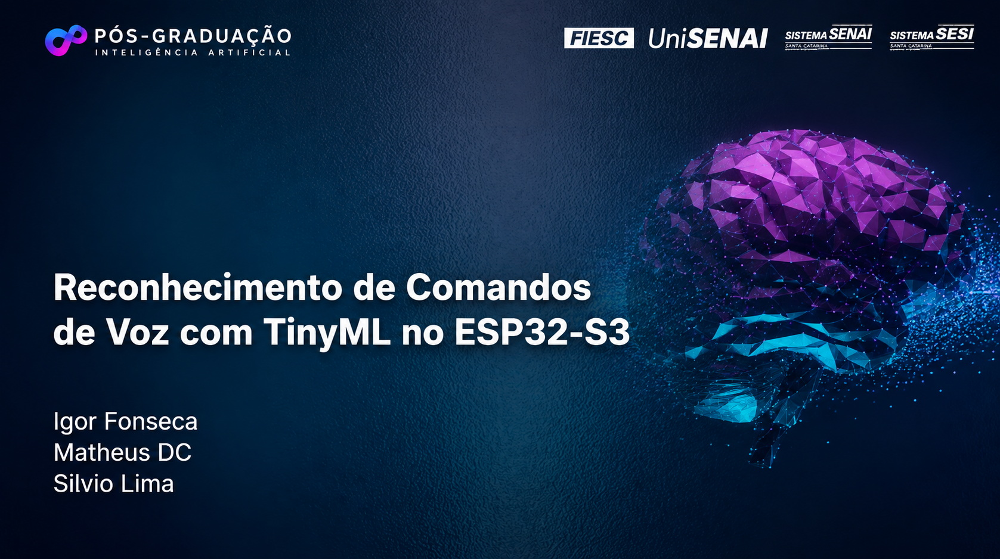 PÓS-GRADUAÇÃO
INTELIGÊNCIA ARTIFICIAL
FIESC
UniSENAI
SISTEMA SENAI
SANTA CATARINA
SISTEMA SESI
SANTA CATARINA
Reconhecimento de Comandos
de Voz com TinyML no ESP32-S3
Igor Fonseca
Matheus DC
Silvio Lima